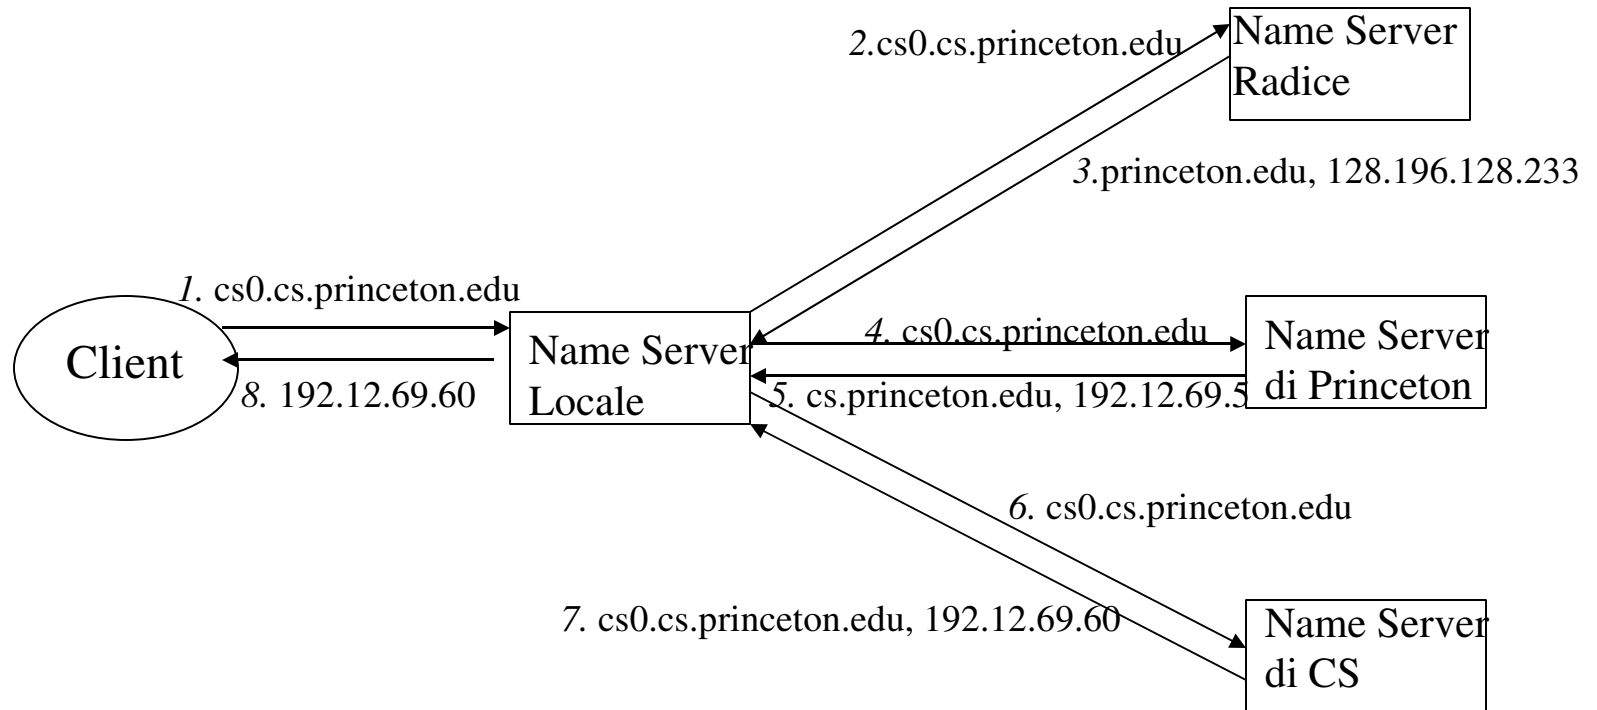 2.cs0.cs.princeton.edu
Name Server
Radice
3.princeton.edu, 128.196.128.233
1. cs0.cs.princeton.edu
Client
8. 192.12.69.60
Name Server
Locale
4. cs0.cs.princeton.edu
5. cs.princeton.edu, 192.12.69.5
Name Server
di Princeton
6. cs0.cs.princeton.edu
7. cs0.cs.princeton.edu, 192.12.69.60
Name Server
di CS